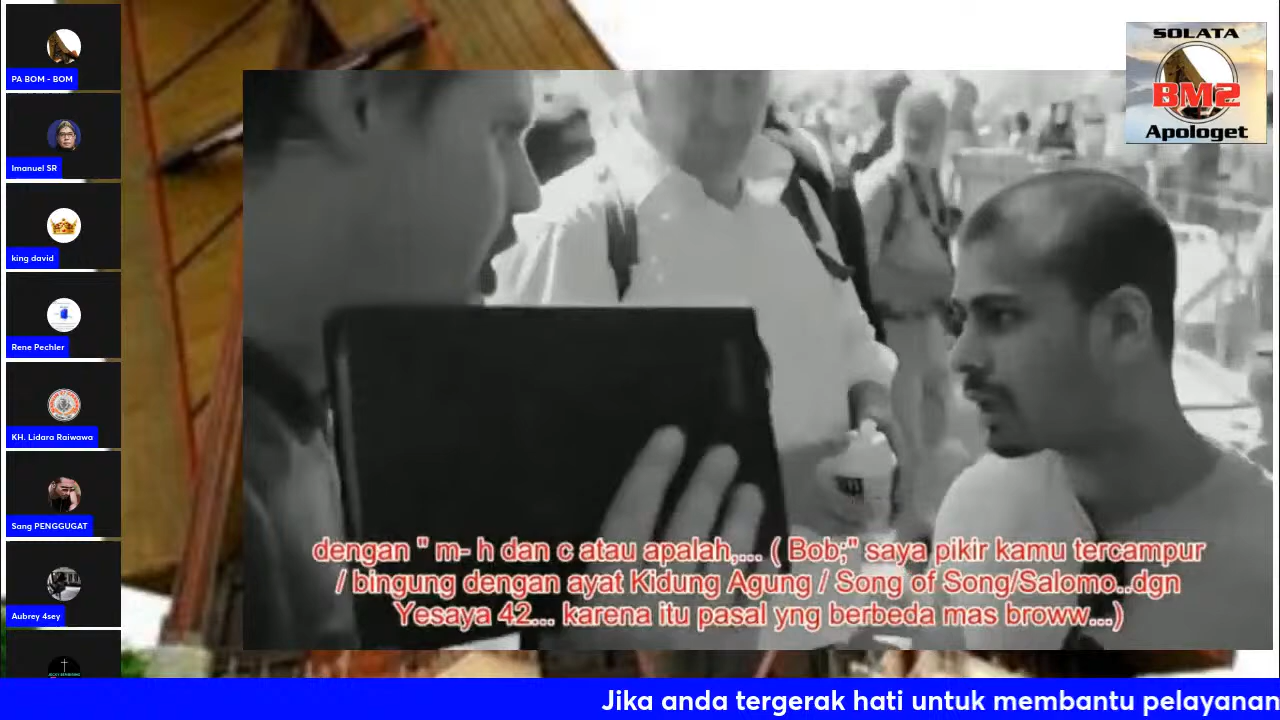 PA BOM - BOM
Imanuel SR
king david
Rene Pechler
KH. Lidara Raiwawa
Sang PENGGUGAT
Aubrey 4sey
SOLATA
BM2
Apologet
dengan " m- h dan c atau apalah,... ( Bob;" saya pikir kamu tercampur
/ bingung dengan ayat Kidung Agung / Song of Song/Salomo..dgn
Yesaya 42... karena itu pasal yng berbeda mas broww...)
Jika anda tergerak hati untuk membantu pelayanan